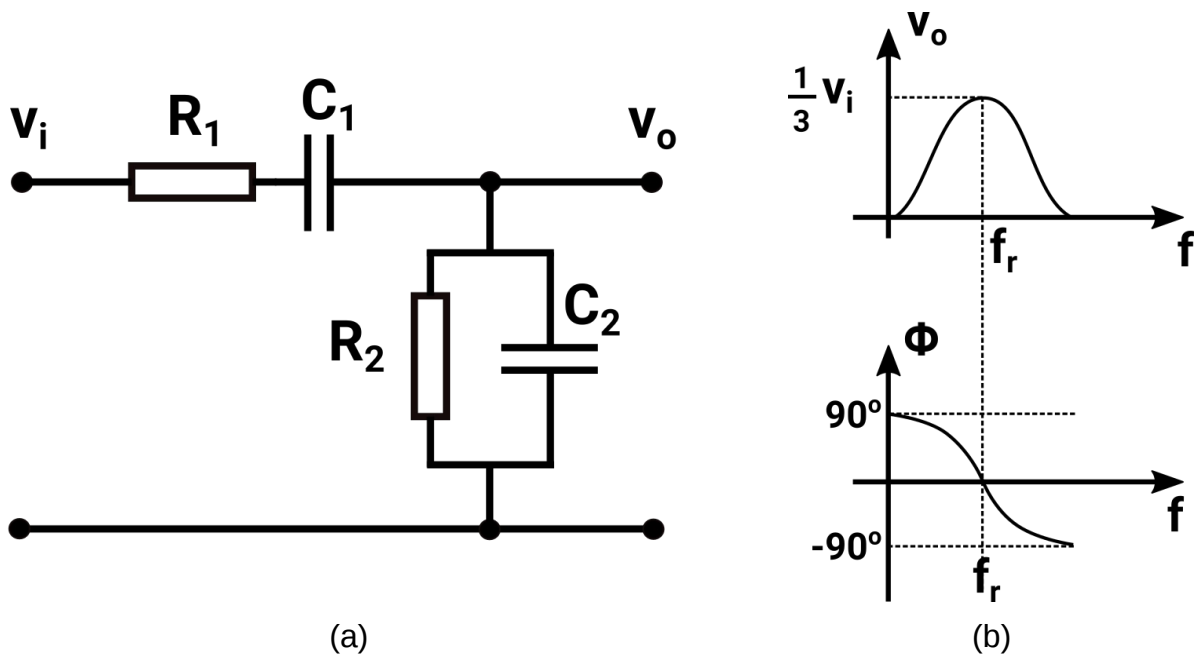 vᵢ
R₁
C₁
vₒ
R₂
C₂
(a)
vₒ
1/3 vᵢ
fᵣ
f
Φ
90º
-90º
f
fᵣ
(b)